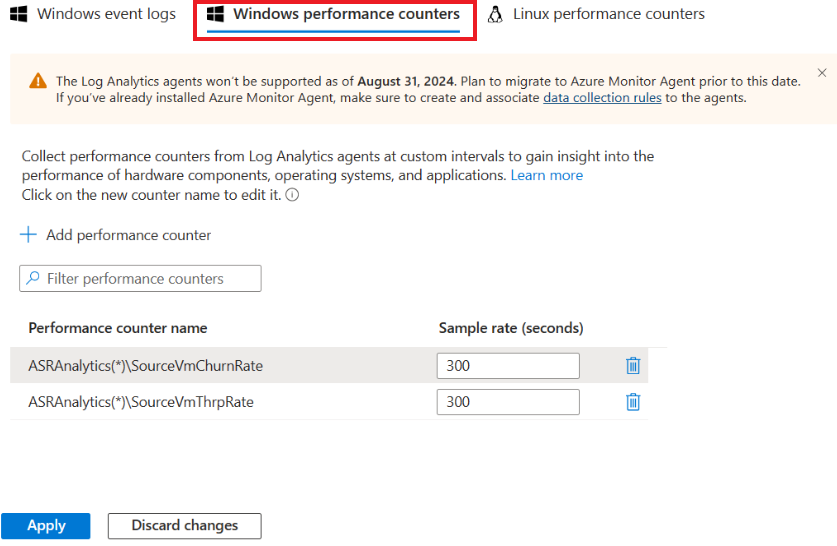 Windows event logs Windows performance counters Linux performance counters
The Log Analytics agents won't be supported as of August 31, 2024. Plan to migrate to Azure Monitor Agent prior to this date.
If you've already installed Azure Monitor Agent, make sure to create and associate data collection rules to the agents.
Collect performance counters from Log Analytics agents at custom intervals to gain insight into the
performance of hardware components, operating systems, and applications. Learn more
Click on the new counter name to edit it.
Add performance counter
Filter performance counters
Performance counter name Sample rate (seconds)
ASRAnalytics(*)\SourceVmChurnRate 300
ASRAnalytics(*)\SourceVmThrpRate 300
Apply Discard changes